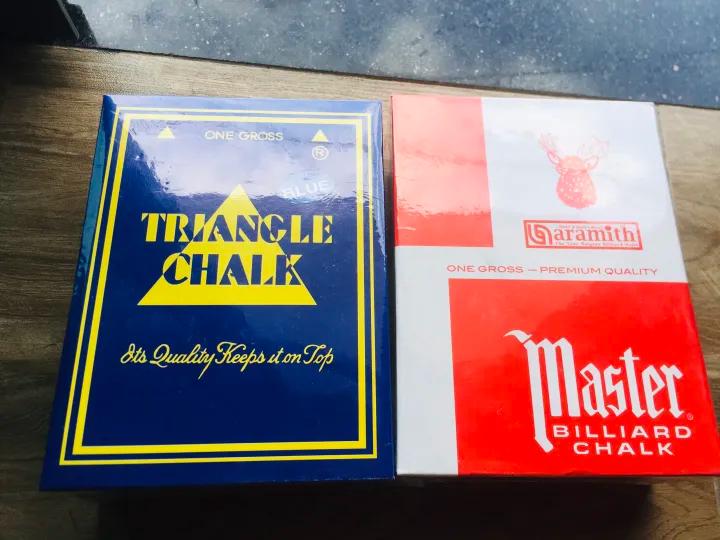 ONE GROSS
®
BLUE
TRIANGLE
CHALK
Its Quality Keeps it on Top
aramith
ONE GROSS — PREMIUM QUALITY
Master®
BILLIARD
CHALK